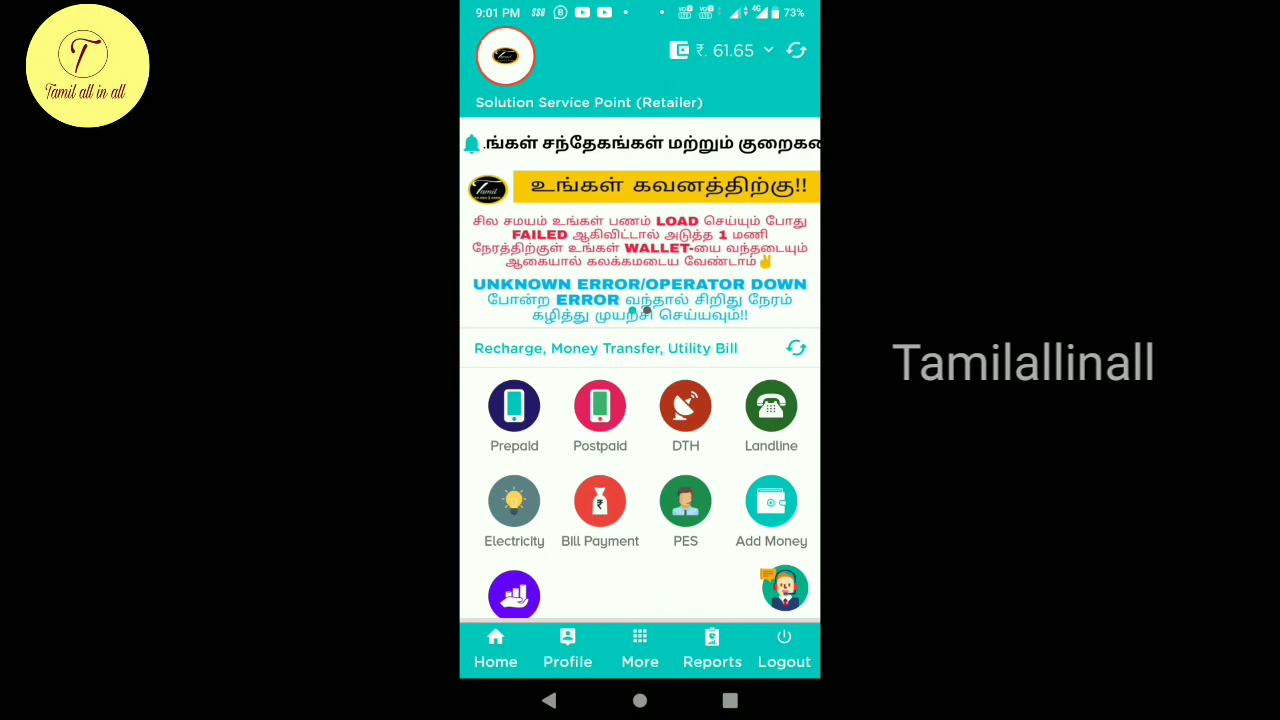 T
Tamil all in all
9:01 PM
4G
73%
₹. 61.65
Solution Service Point (Retailer)
சந்தேகங்கள் மற்றும்
Tamil
உங்கள் கவனத்திற்கு!!
சில சமயம் உங்கள் பணம் LOAD செய்யும் போது
FAILED ஆகிவிட்டால் அடுத்த 1 மணி
நேரத்திற்குள் உங்கள் WALLET-யை வந்தடையும்
ஆகையால் கலக்கமடைய வேண்டாம்✌
UNKNOWN ERROR/OPERATOR DOWN
போன்ற ERROR வந்தால் சிறிது நேரம்
கழித்து முயற்சி செய்யவும்!!
Recharge, Money Transfer, Utility Bill
Prepaid Postpaid DTH Landline
Electricity Bill Payment PES Add Money
Home Profile More Reports Logout
Tamilallinall